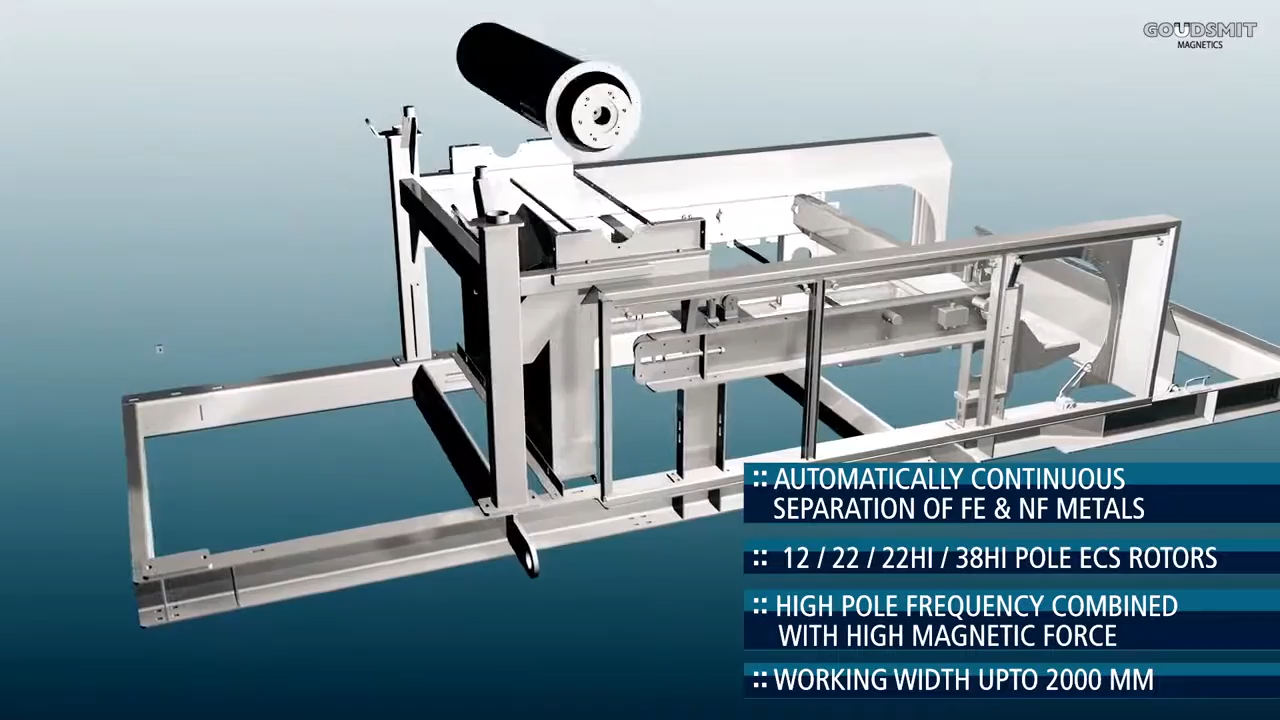 GOUDSMIT
MAGNETICS
:: AUTOMATICALLY CONTINUOUS
SEPARATION OF FE & NF METALS
:: 12 / 22 / 22HI / 38HI POLE ECS ROTORS
:: HIGH POLE FREQUENCY COMBINED
WITH HIGH MAGNETIC FORCE
:: WORKING WIDTH UPTO 2000 MM